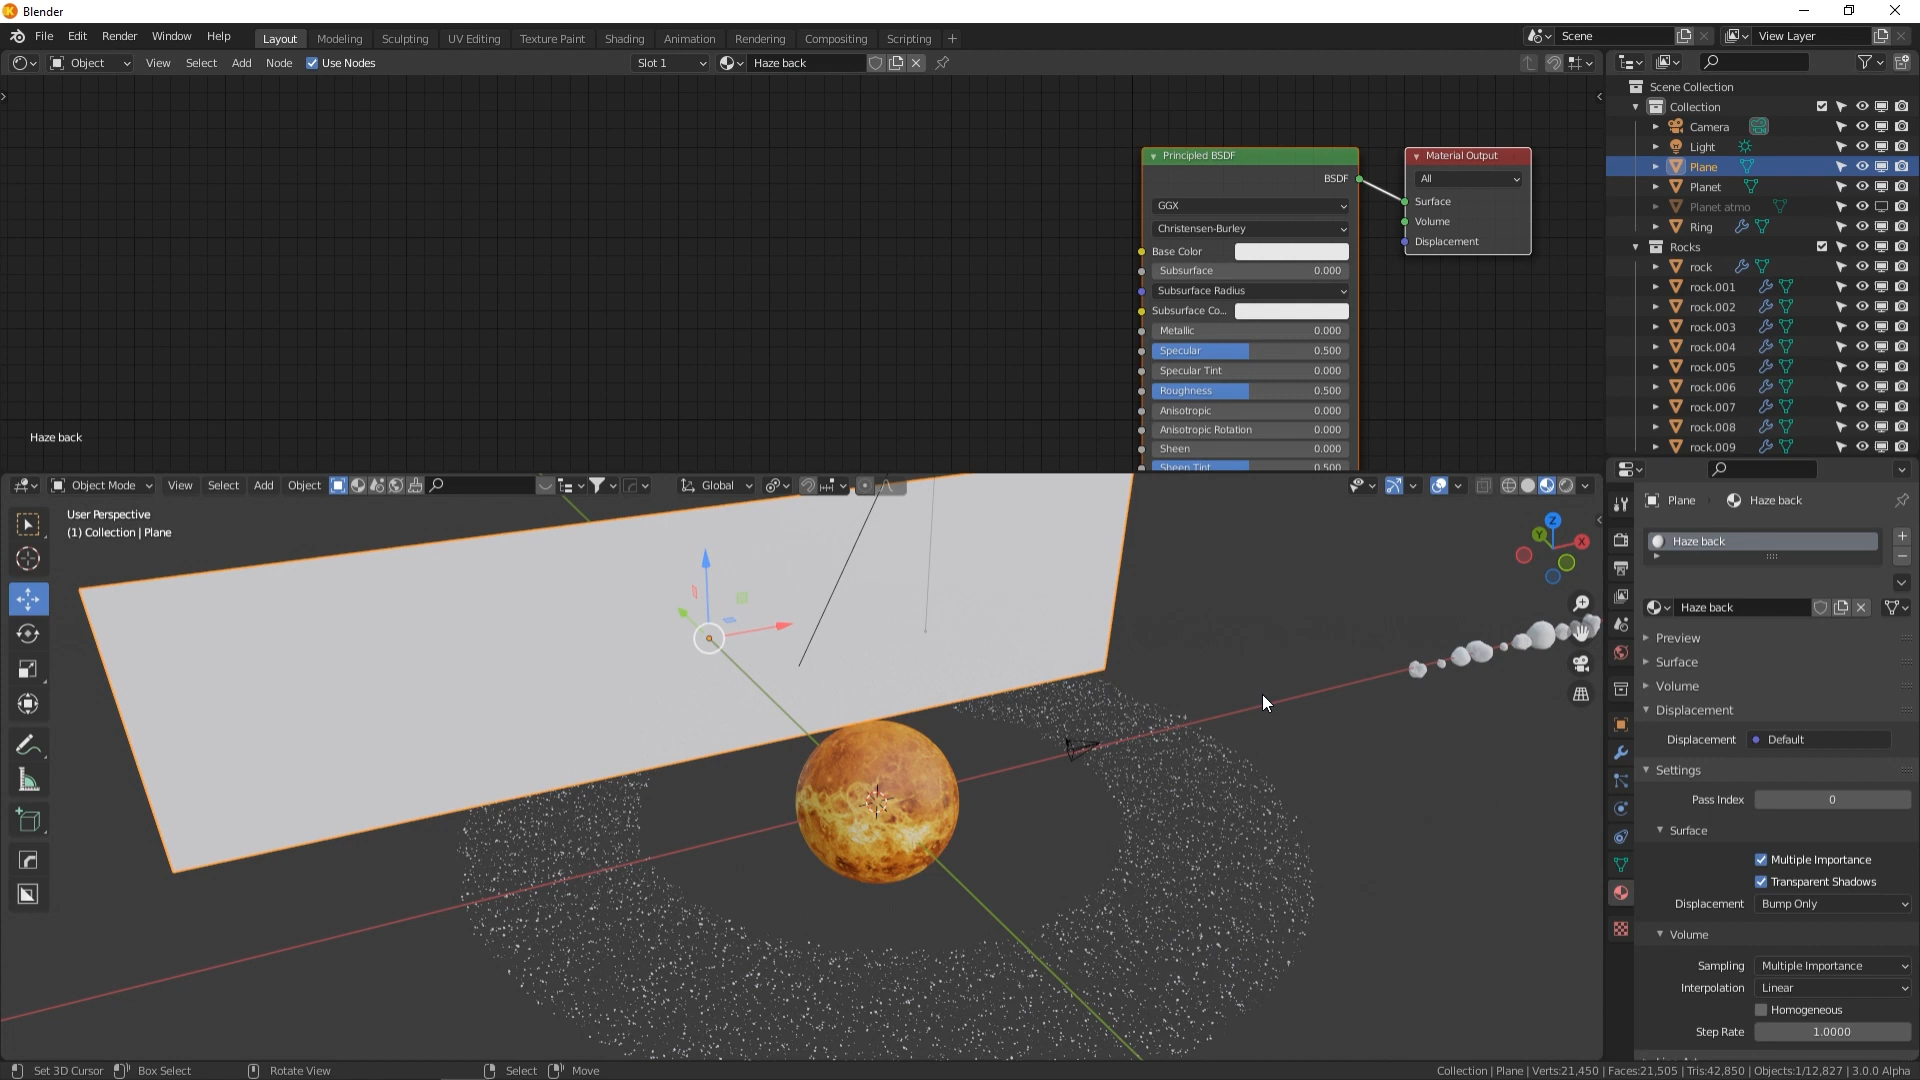 Blender
File Edit Render Window Help Layout Modeling Sculpting UV Editing Texture Paint Shading Animation Rendering Compositing Scripting + Scene View Layer
Object View Select Add Node Use Nodes Slot 1 Haze back
Scene Collection
Collection
Camera
Light
Plane
Planet
Planet atmo
Ring
Rocks
rock
rock.001
rock.002
rock.003
rock.004
rock.005
rock.006
rock.007
rock.008
rock.009
Principled BSDF
BSDF
GGX
Christensen-Burley
Base Color
Subsurface 0.000
Subsurface Radius
Subsurface Co...
Metallic 0.000
Specular 0.500
Specular Tint 0.000
Roughness 0.500
Anisotropic 0.000
Anisotropic Rotation 0.000
Sheen 0.000
Sheen Tint 0.500
Material Output
All
Surface
Volume
Displacement
Haze back
Object Mode View Select Add Object Global
User Perspective
(1) Collection | Plane
Z
Y
X
Plane Haze back
Haze back
Haze back
Preview
Surface
Volume
Displacement
Displacement Default
Settings
Pass Index 0
Surface
Multiple Importance
Transparent Shadows
Displacement Bump Only
Volume
Sampling Multiple Importance
Interpolation Linear
Homogeneous
Step Rate 1.0000
Set 3D Cursor Box Select Rotate View Select Move Collection | Plane | Verts:21,450 | Faces:21,505 | Tris:42,850 | Objects:1/12,827 | 3.0.0 Alpha